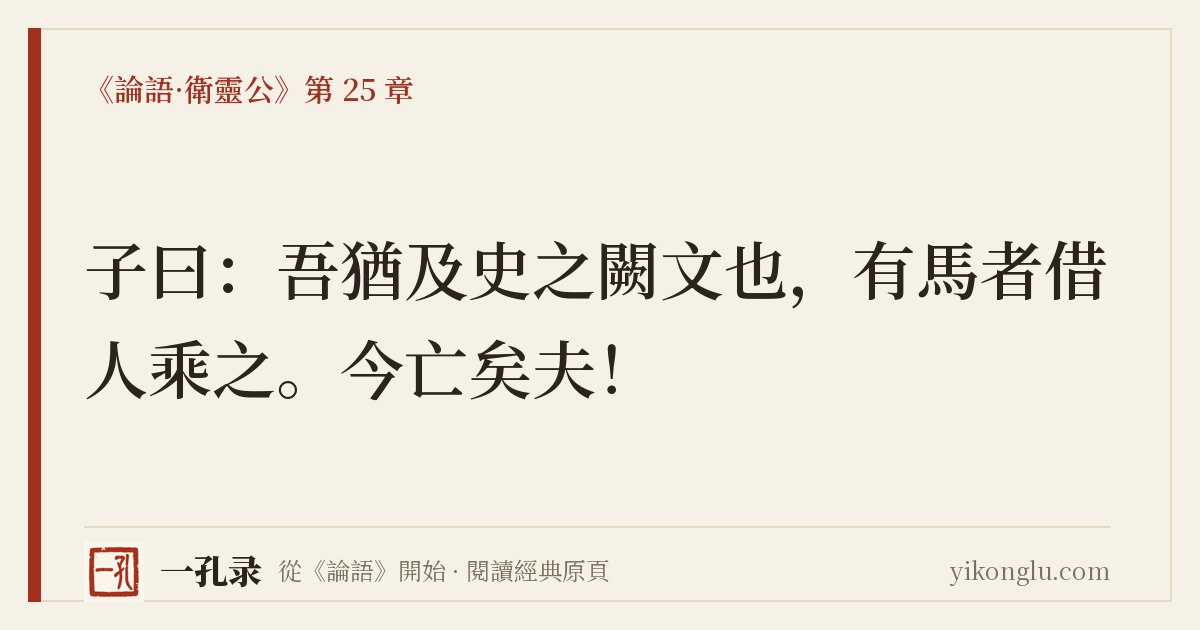 《論語·衛靈公》第 25 章
子曰：吾猶及史之闕文也，有馬者借
人乘之。今亡矣夫！
一孔
一孔录 從《論語》開始 · 閱讀經典原頁
yikonglu.com